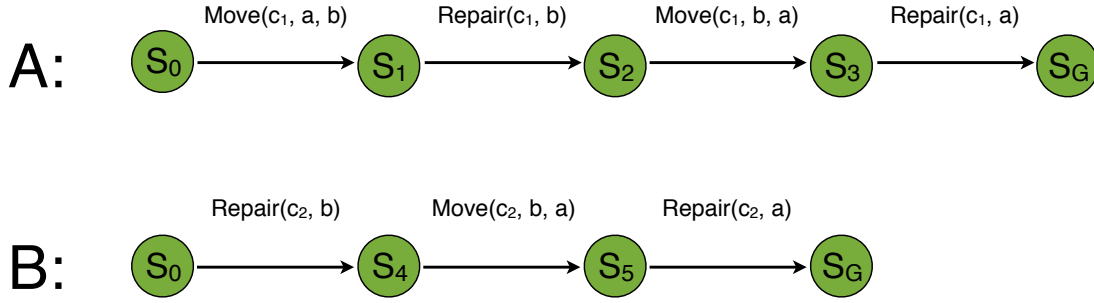 Move(c₁, a, b) Repair(c₁, b) Move(c₁, b, a) Repair(c₁, a)
A: S₀ S₁ S₂ S₃ S_G
Repair(c₂, b) Move(c₂, b, a) Repair(c₂, a)
B: S₀ S₄ S₅ S_G